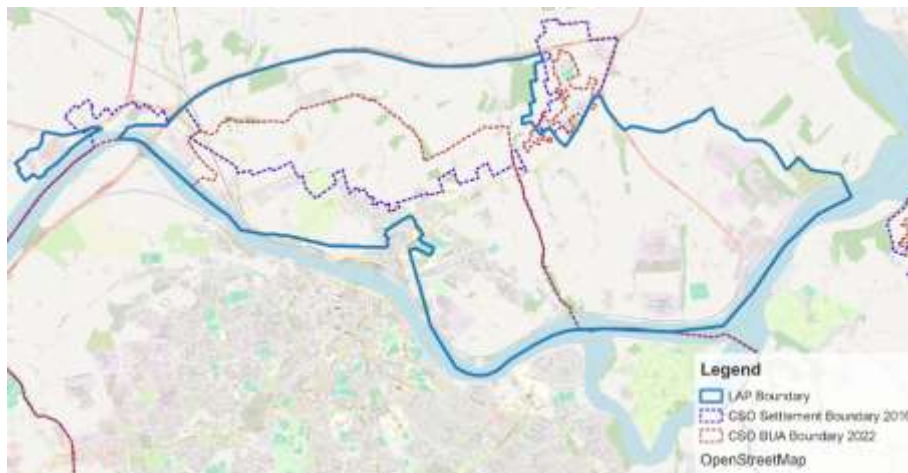 Legend
LAP Boundary
CSO Settlement Boundary 2016
CSO BUA Boundary 2022
OpenStreetMap